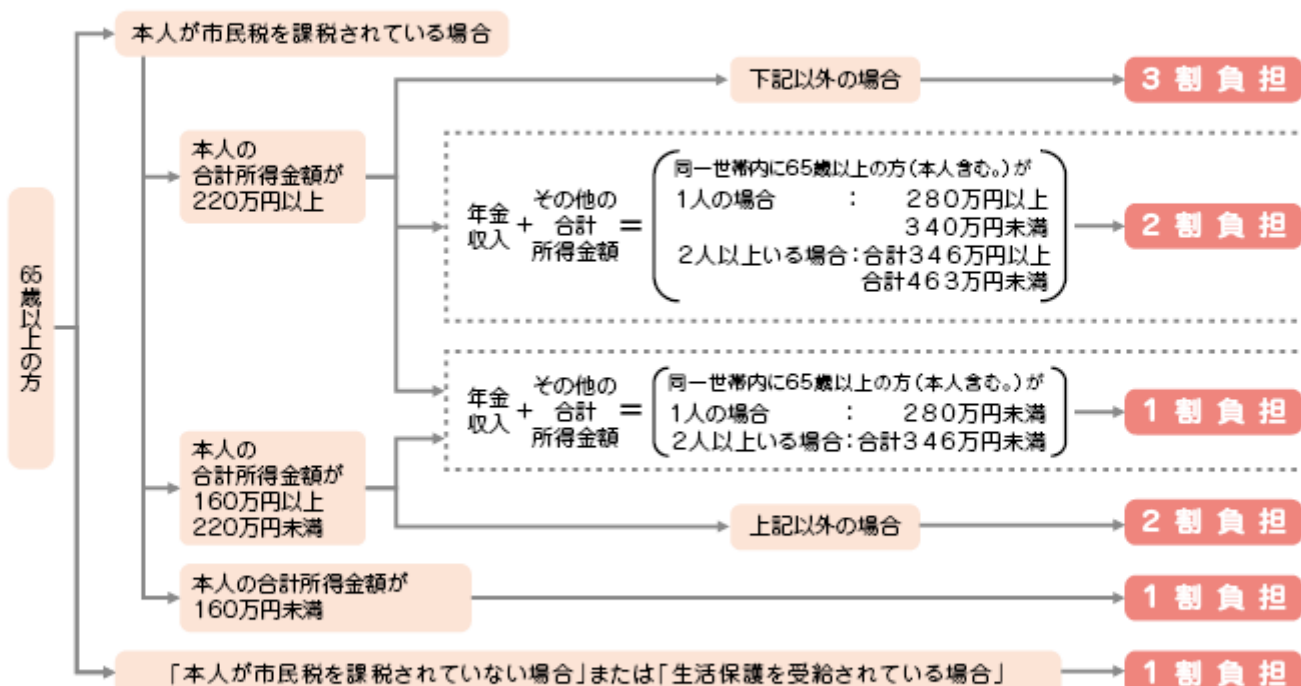 65歳以上の方
本人が市民税を課税されている場合
本人の
合計所得金額が
220万円以上
下記以外の場合
3割負担
年金
収入
+
その他の
合計
所得金額
=
同一世帯内に65歳以上の方(本人含む。)が
1人の場合 : 280万円以上
340万円未満
2人以上いる場合:合計346万円以上
合計463万円未満
2割負担
年金
収入
+
その他の
合計
所得金額
=
同一世帯内に65歳以上の方(本人含む。)が
1人の場合 : 280万円未満
2人以上いる場合:合計346万円未満
1割負担
本人の
合計所得金額が
160万円以上
220万円未満
上記以外の場合
2割負担
本人の合計所得金額が
160万円未満
1割負担
「本人が市民税を課税されていない場合」または「生活保護を受給されている場合」
1割負担